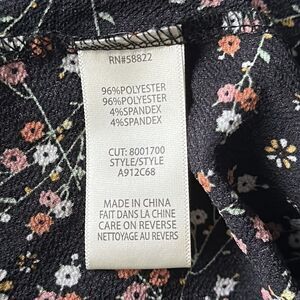 RN#58822
96%POLYESTER
96%POLYESTER
4%SPANDEX
4%SPANDEX
CUT: 8001700
STYLE/STYLE
A912C68
MADE IN CHINA
FAIT DANS LA CHINE
CARE ON REVERSE
NETTOYAGE AU REVERS